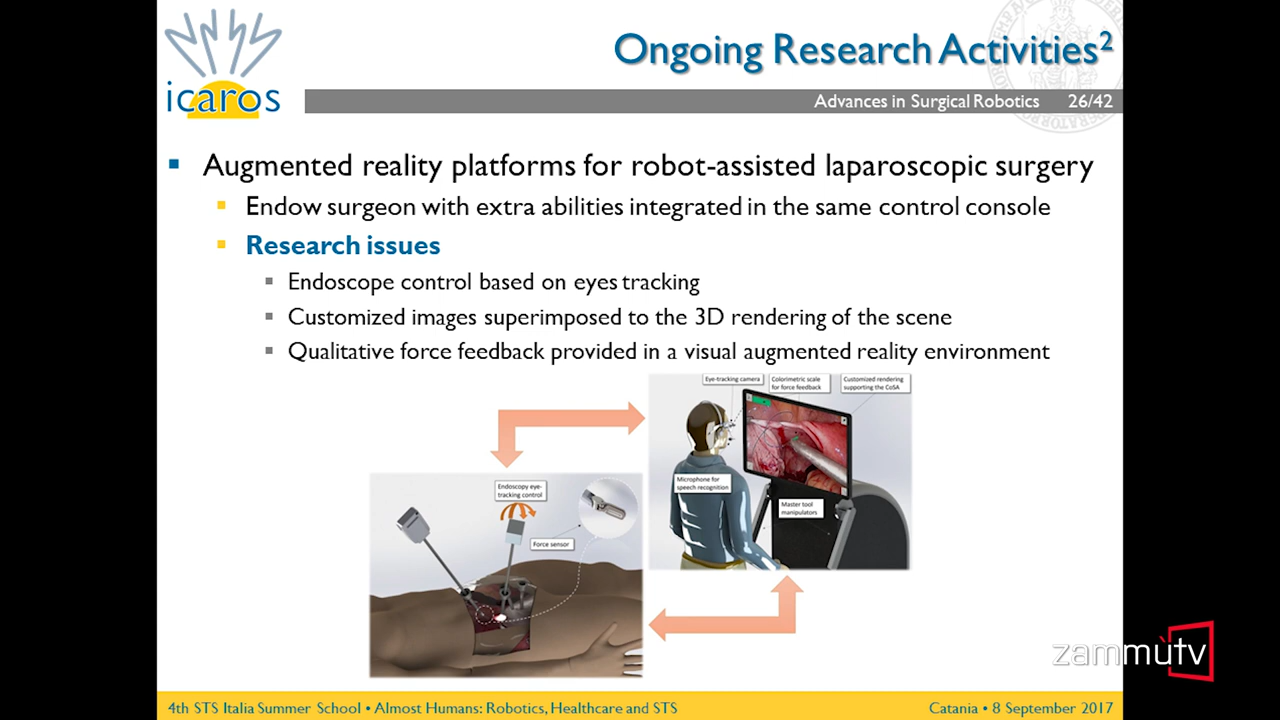 Ongoing Research Activities²
icaros
Advances in Surgical Robotics 26/42
Augmented reality platforms for robot-assisted laparoscopic surgery
Endow surgeon with extra abilities integrated in the same control console
Research issues
Endoscope control based on eyes tracking
Customized images superimposed to the 3D rendering of the scene
Qualitative force feedback provided in a visual augmented reality environment
Eye-tracking camera
Colorimetric scale
for force feedback
Customized rendering
supporting the CoSA
Microphone for
speech recognition
Master tool
manipulators
Endoscopy eye-
tracking control
Force sensor
zammùtv
4th STS Italia Summer School • Almost Humans: Robotics, Healthcare and STS
Catania • 8 September 2017